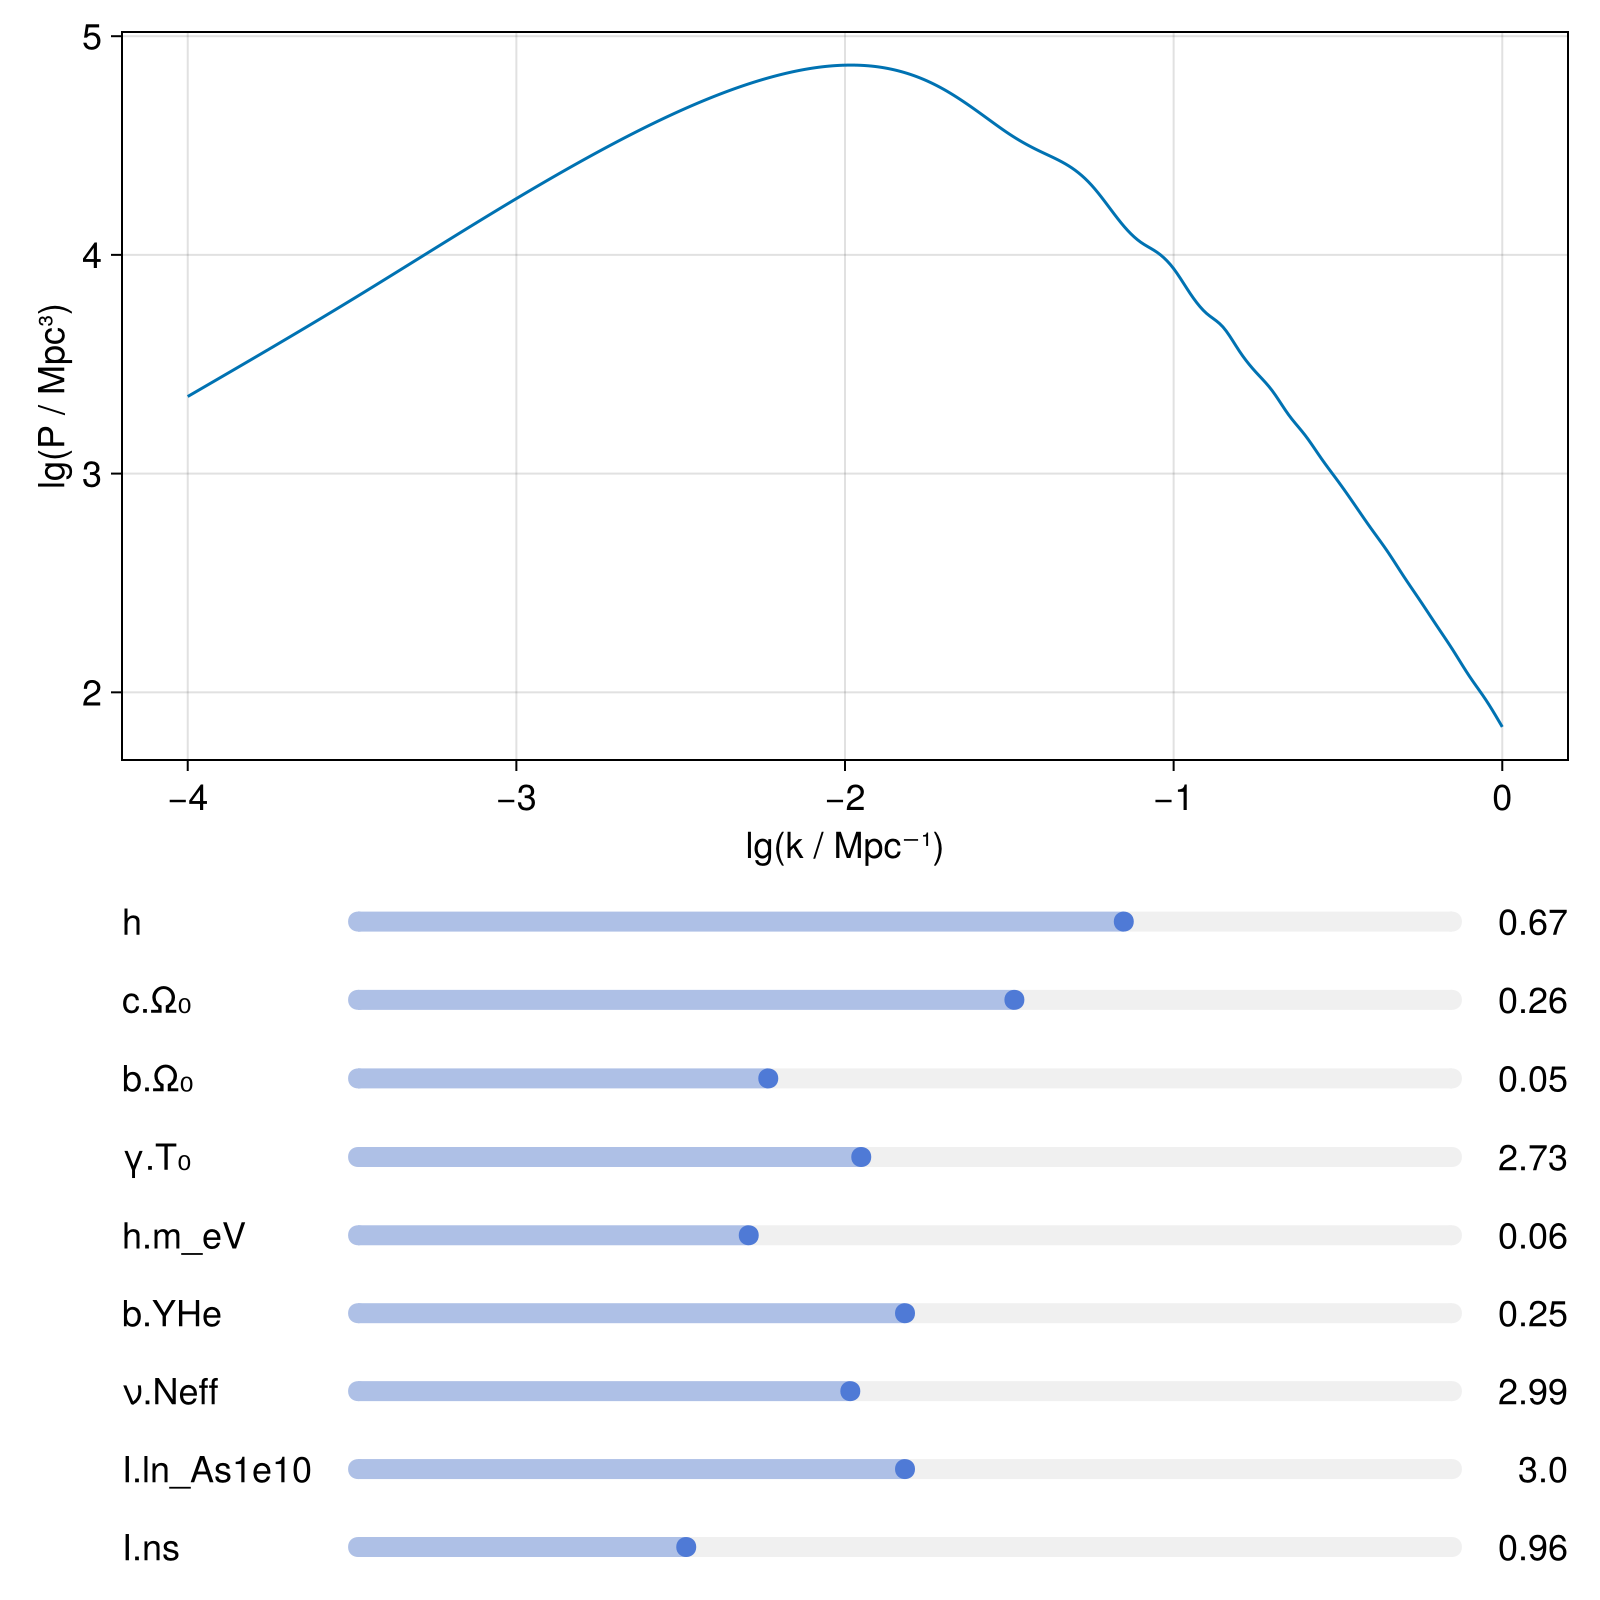 5
4
3
2
lg(P / Mpc³)
−4 −3 −2 −1 0
lg(k / Mpc⁻¹)
h 0.67
c.Ω₀ 0.26
b.Ω₀ 0.05
γ.T₀ 2.73
h.m_eV 0.06
b.YHe 0.25
ν.Neff 2.99
I.ln_As1e10 3.0
I.ns 0.96